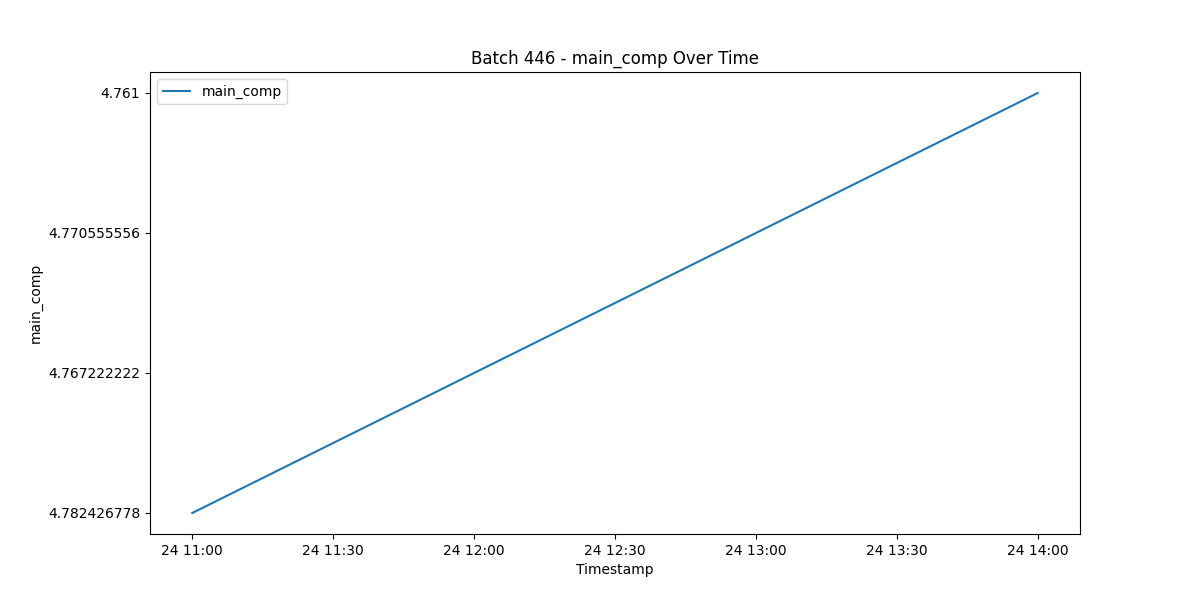 Batch 446 - main_comp Over Time
main_comp
4.761
4.770555556
4.767222222
4.782426778
main_comp
24 11:00
24 11:30
24 12:00
24 12:30
24 13:00
24 13:30
24 14:00
Timestamp